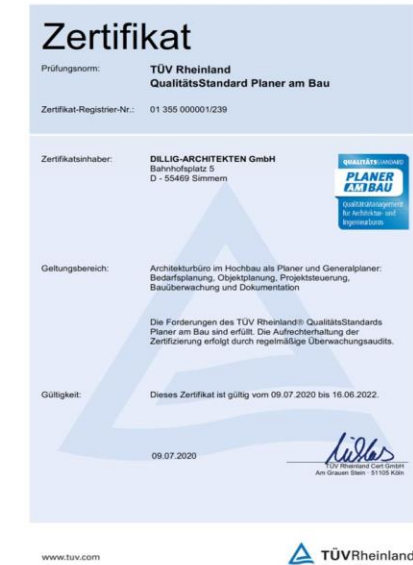 Zertifikat
Prüfungsnorm:
TÜV Rheinland
QualitätsStandard Planer am Bau
Zertifikat-Registrier-Nr.:
01 355 000001/239
Zertifikatsinhaber:
DILLIG-ARCHITEKTEN GmbH
Bahnhofsplatz 5
D - 55469 Simmern
QUALITÄTSSTANDARD
PLANER
AM BAU
QualitätsManagement
für Architektur- und
Ingenieurbüros
Geltungsbereich:
Architekturbüro im Hochbau als Planer und Generalplaner:
Bedarfsplanung, Objektplanung, Projektsteuerung,
Bauüberwachung und Dokumentation
Die Forderungen des TÜV Rheinland® QualitätsStandards
Planer am Bau sind erfüllt. Die Aufrechterhaltung der
Zertifizierung erfolgt durch regelmäßige Überwachungsaudits.
Gültigkeit:
Dieses Zertifikat ist gültig vom 09.07.2020 bis 16.06.2022.
09.07.2020
TÜV Rheinland Cert GmbH
Am Grauen Stein · 51105 Köln
www.tuv.com
TÜVRheinland